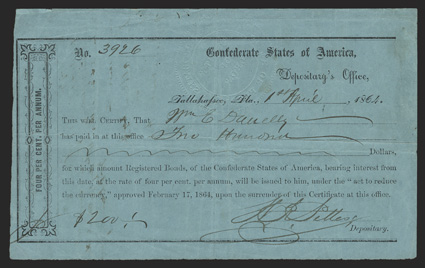 No. 3926 Confederate States of America,
Depositary's Office,
Tallahassee, Fla., 1st April, 1864.
THIS WILL CERTIFY, That Wm E Danelly
has paid in at this office Two Hundred
Dollars,
for which amount Registered Bonds, of the Confederate States of America, bearing interest from
this date, at the rate of four per cent. per annum, will be issued to him, under the "act to reduce
the currency," approved February 17, 1864, upon the surrender of this Certificate at this office.
$200
Depositary.
FOUR PER CENT. PER ANNUM.